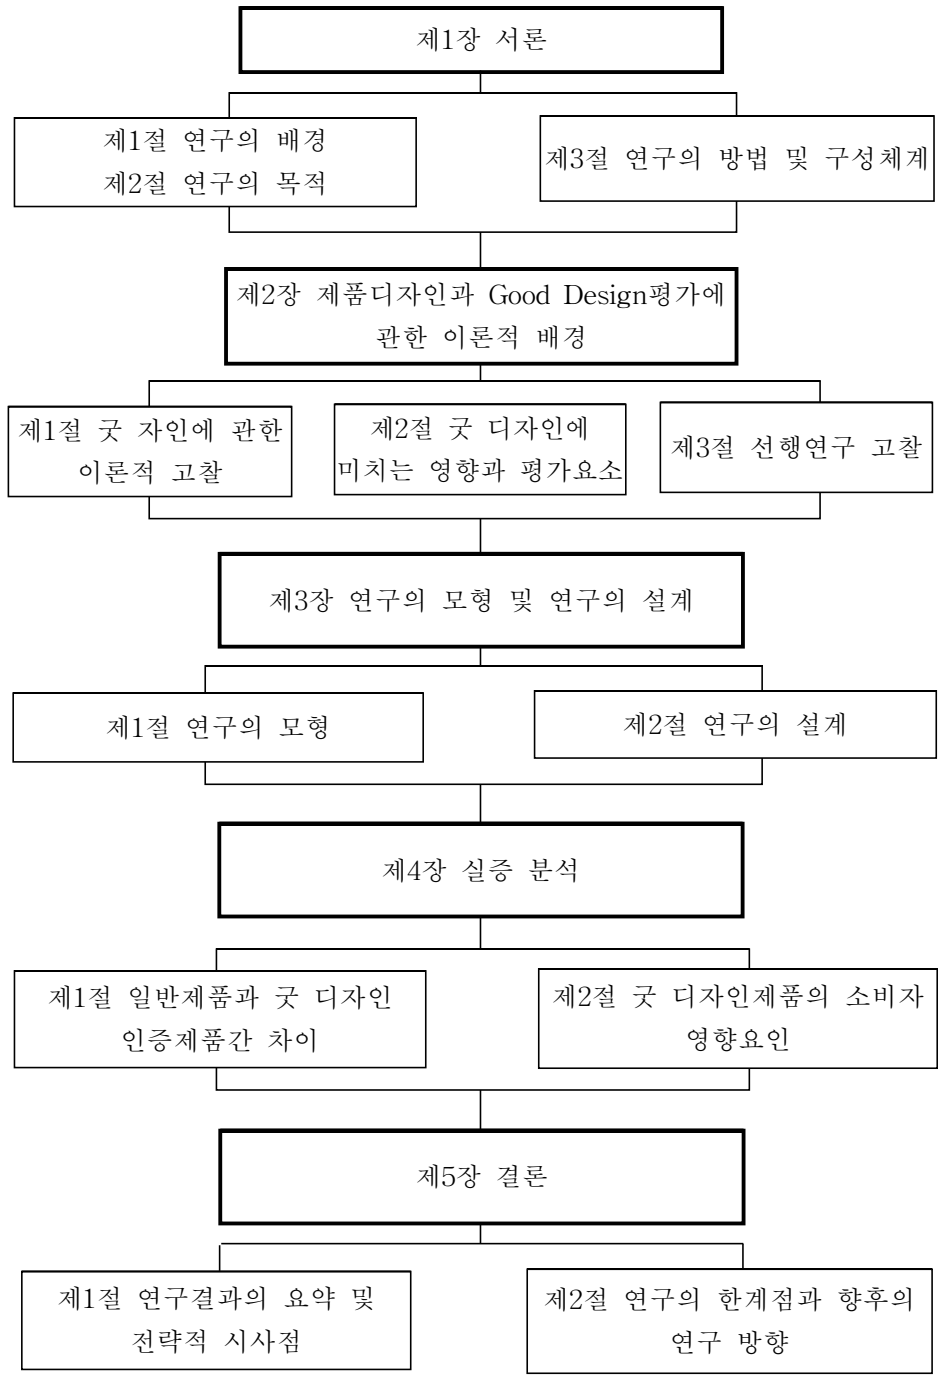 제1장 서론
제1절 연구의 배경
제2절 연구의 목적
제3절 연구의 방법 및 구성체계
제2장 제품디자인과 Good Design평가에
관한 이론적 배경
제1절 굿 자인에 관한
이론적 고찰
제2절 굿 디자인에
미치는 영향과 평가요소
제3절 선행연구 고찰
제3장 연구의 모형 및 연구의 설계
제1절 연구의 모형
제2절 연구의 설계
제4장 실증 분석
제1절 일반제품과 굿 디자인
인증제품간 차이
제2절 굿 디자인제품의 소비자
영향요인
제5장 결론
제1절 연구결과의 요약 및
전략적 시사점
제2절 연구의 한계점과 향후의
연구 방향